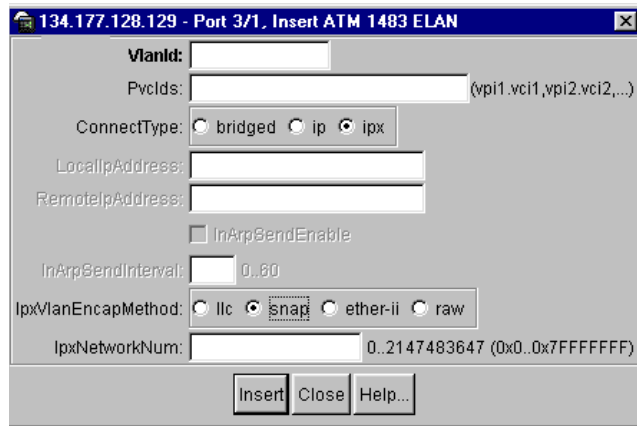 134.177.128.129 - Port 3/1, Insert ATM 1483 ELAN
VlanId:
PvcIds: (vpi1.vci1,vpi2.vci2,...)
ConnectType: bridged ip ipx
LocalIpAddress:
RemoteIpAddress:
InArpSendEnable
InArpSendInterval: 0..60
IpxVlanEncapMethod: llc snap ether-ii raw
IpxNetworkNum: 0..2147483647 (0x0..0x7FFFFFFF)
Insert Close Help...